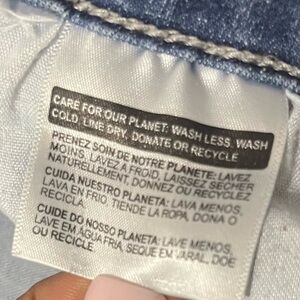 CARE FOR OUR PLANET: WASH LESS, WASH
COLD, LINE DRY, DONATE OR RECYCLE
PRENEZ SOIN DE NOTRE PLANETE: LAVEZ
MOINS, LAVEZ À FROID, LAISSEZ SECHER
NATURELLEMENT, DONNEZ OU RECYCLEZ
CUIDA NUESTRO PLANETA: LAVA MENOS,
LAVA EN FRIO, TIENDE LA ROPA, DONA O
RECICLA.
CUIDE DO NOSSO PLANETA: LAVE MENOS,
LAVE EM ÁGUA FRIA, SEQUE EM VARAL, DOE
OU RECICLE.